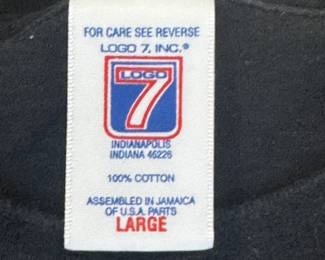 FOR CARE SEE REVERSE
LOGO 7, INC.®
LOGO
7
INDIANAPOLIS
INDIANA 46226
100% COTTON
ASSEMBLED IN JAMAICA
OF U.S.A. PARTS
LARGE